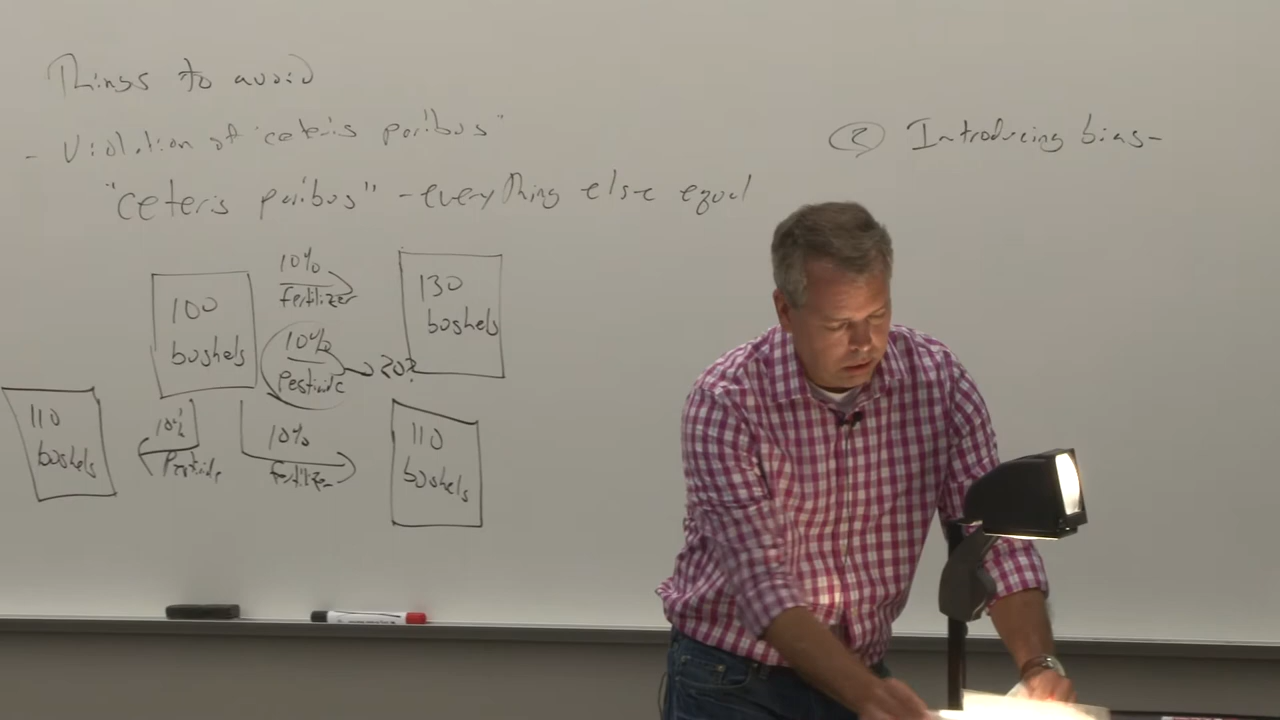 Things to avoid
- Violation of "ceteris paribus"
"ceteris paribus" - everything else equal
② Introducing bias -
100
bushels
10%
fertilizer
10%
Pesticide
20?
130
bushels
110
bushels
10%
Pesticide
10%
fertilizer
110
bushels